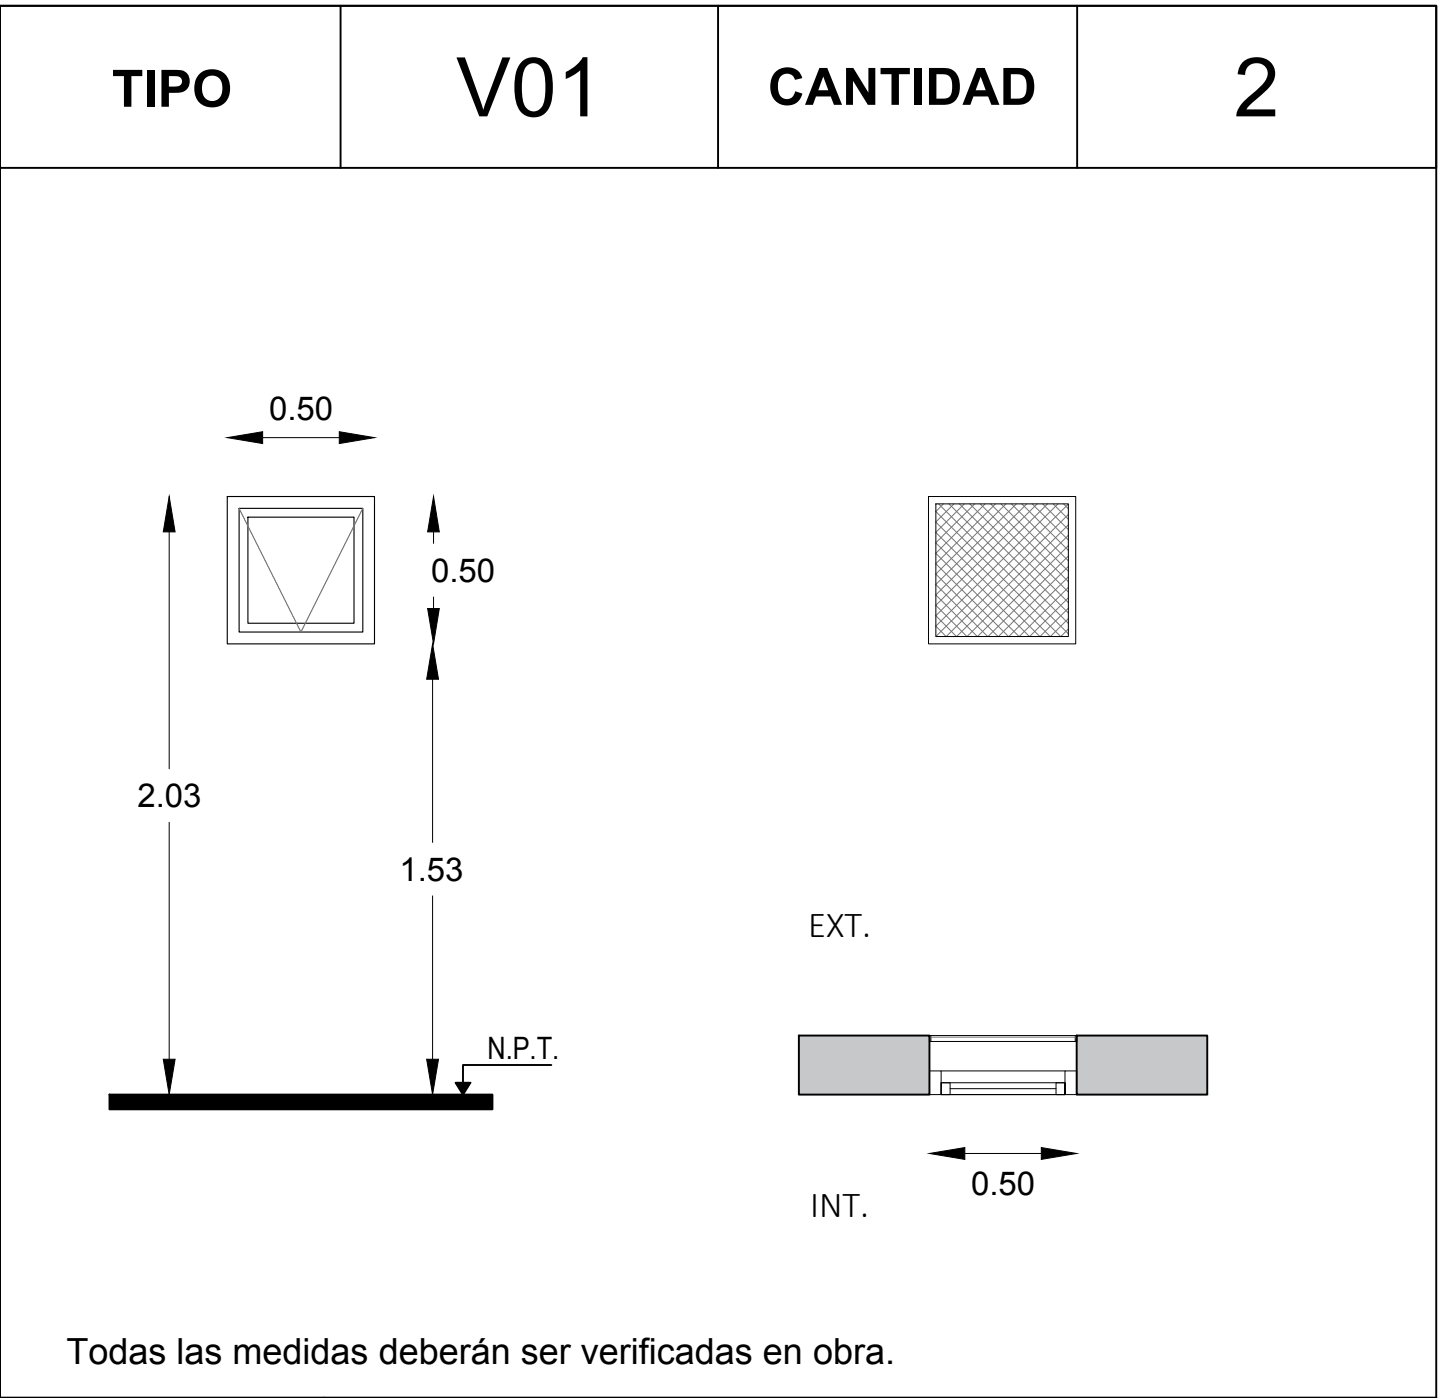 TIPO V01 CANTIDAD 2
0.50
0.50
2.03
1.53
N.P.T.
EXT.
0.50
INT.
Todas las medidas deberán ser verificadas en obra.